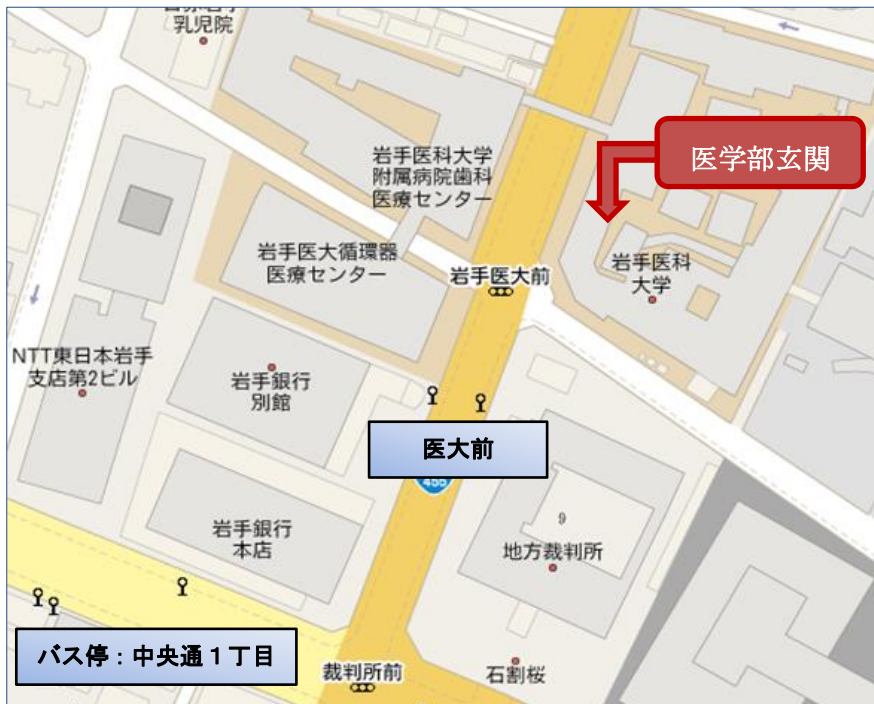 乳児院
岩手医科大学
附属病院歯科
医療センター
医学部玄関
岩手医大循環器
医療センター
岩手医大前
岩手医科
大学
NTT東日本岩手
支店第2ビル
岩手銀行
別館
医大前
455
岩手銀行
本店
9
地方裁判所
バス停：中央通１丁目
裁判所前
石割桜